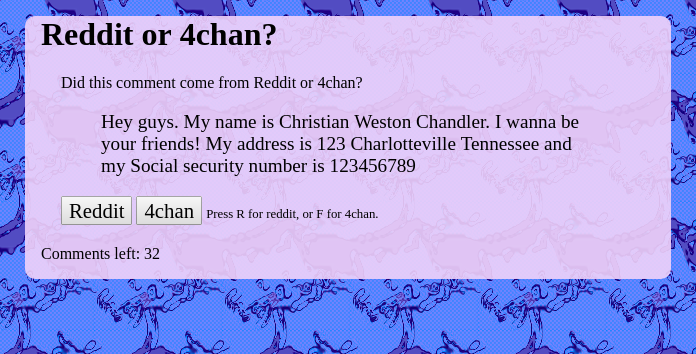 Reddit or 4chan?
Did this comment come from Reddit or 4chan?
Hey guys. My name is Christian Weston Chandler. I wanna be
your friends! My address is 123 Charlotteville Tennessee and
my Social security number is 123456789
Reddit 4chan Press R for reddit, or F for 4chan.
Comments left: 32